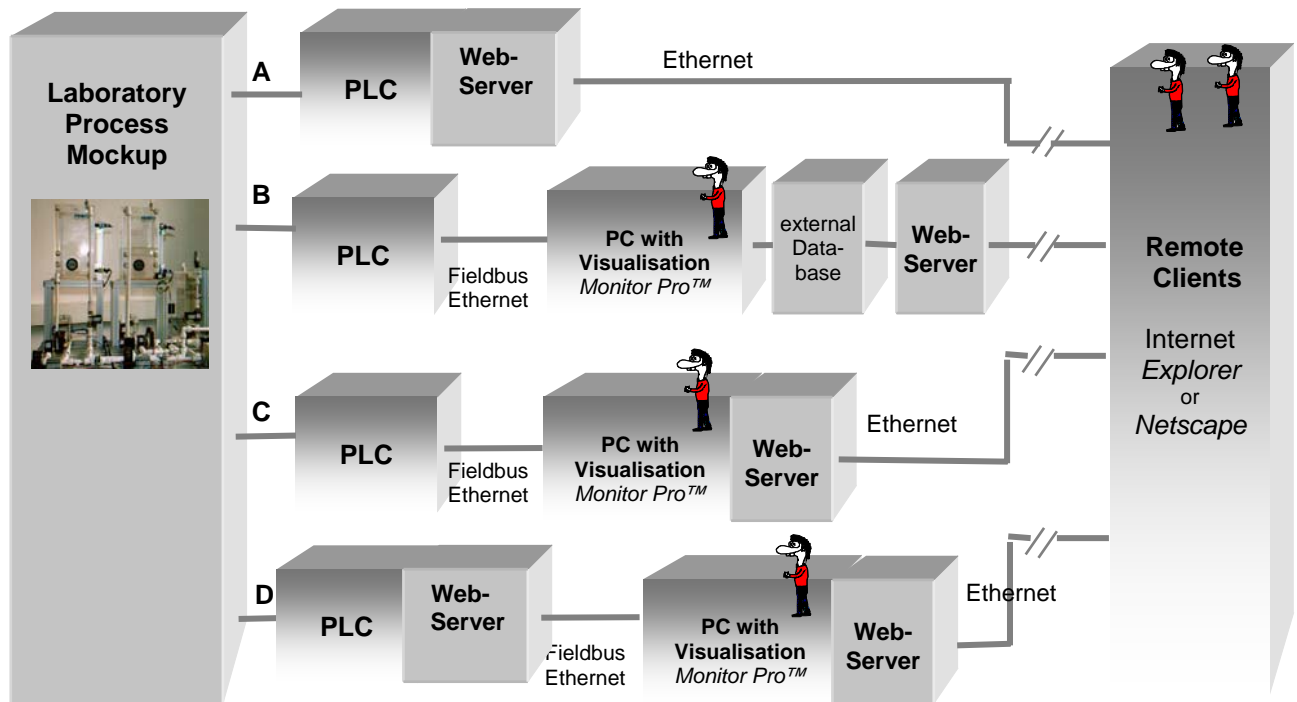 Laboratory
Process
Mockup
A
PLC
Web-
Server
Ethernet
B
PLC
Fieldbus
Ethernet
PC with
Visualisation
Monitor Pro™
external
Data-
base
Web-
Server
C
PLC
Fieldbus
Ethernet
PC with
Visualisation
Monitor Pro™
Web-
Server
Ethernet
D
PLC
Web-
Server
Fieldbus
Ethernet
PC with
Visualisation
Monitor Pro™
Web-
Server
Ethernet
Remote
Clients
Internet
Explorer
or
Netscape